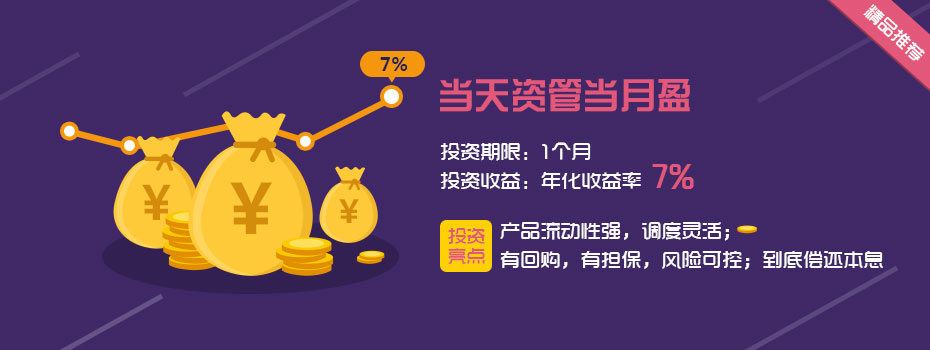 精品推荐
7%
当天资管当月盈
投资期限：1个月
投资收益：年化收益率 7%
投资
亮点
产品流动性强，调度灵活；
有回购，有担保，风险可控；到底偿还本息
¥
¥
¥